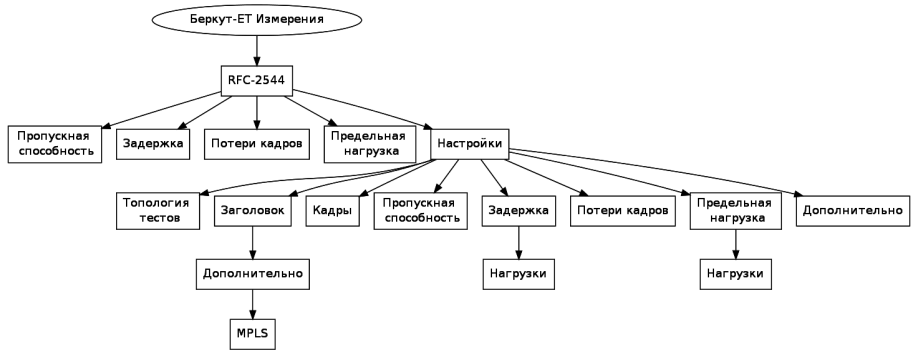 Беркут-ЕТ Измерения
RFC-2544
Пропускная
способность
Задержка
Потери кадров
Предельная
нагрузка
Настройки
Топология
тестов
Заголовок
Кадры
Пропускная
способность
Задержка
Потери кадров
Предельная
нагрузка
Дополнительно
Дополнительно
Нагрузки
Нагрузки
MPLS